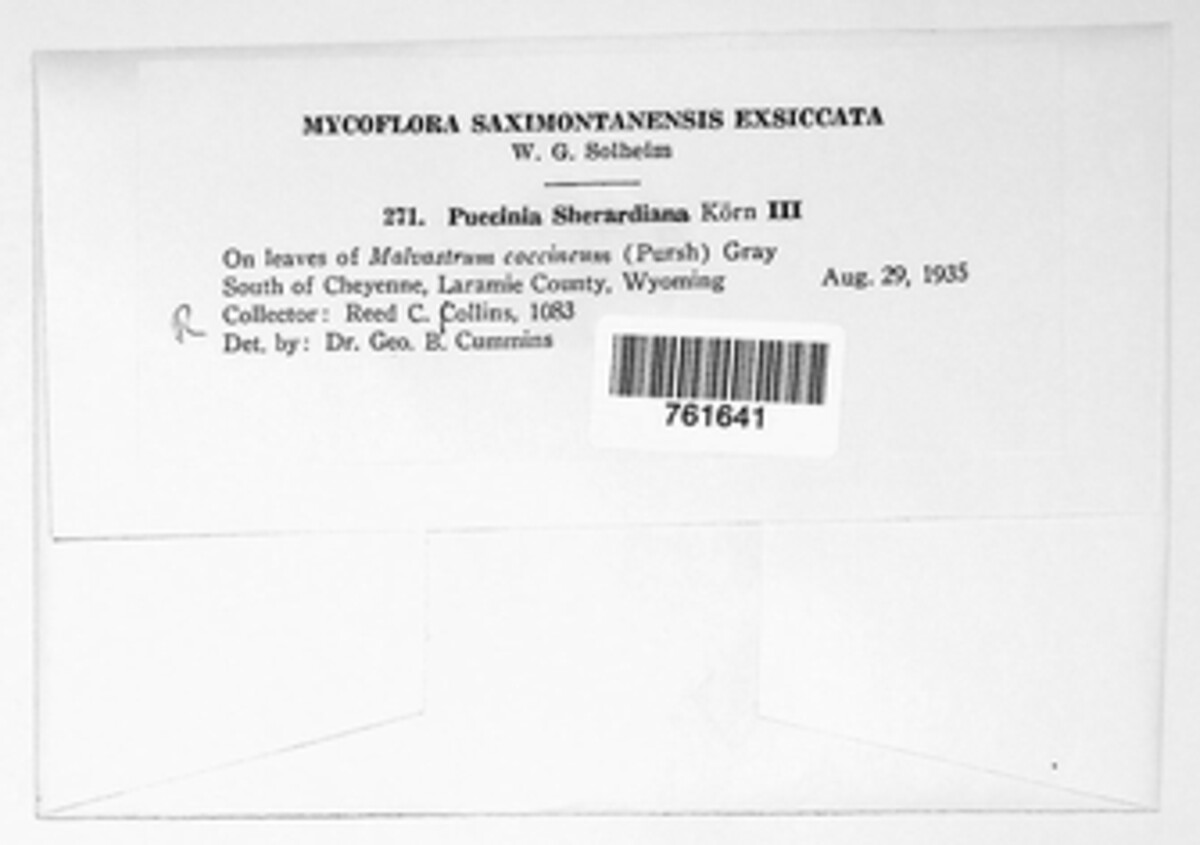 MYCOFLORA SAXIMONTANENSIS EXSICCATA
W. G. Solheim
271. Puccinia Sherardiana Körn III
On leaves of Malvastrum coccineum (Pursh) Gray
South of Cheyenne, Laramie County, Wyoming Aug. 29, 1935
R Collector: Reed C. Collins, 1083
Det. by: Dr. Geo. B. Cummins
761641